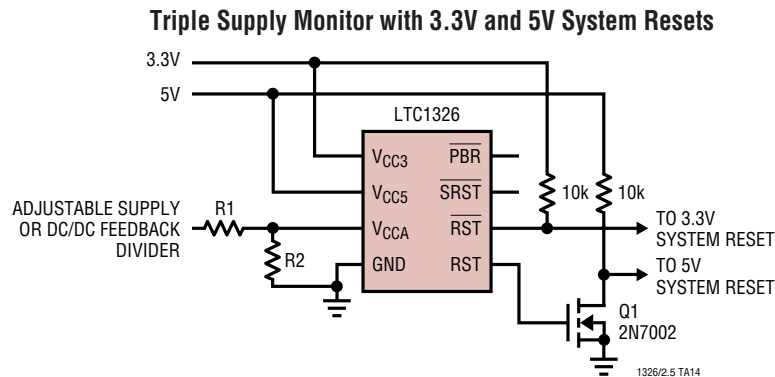 Triple Supply Monitor with 3.3V and 5V System Resets
3.3V
5V
LTC1326
VCC3
PBR
VCC5
SRST
10k
10k
ADJUSTABLE SUPPLY
OR DC/DC FEEDBACK
DIVIDER
R1
VCCA
RST
TO 3.3V
SYSTEM RESET
R2
GND
RST
TO 5V
SYSTEM RESET
Q1
2N7002
1326/2.5 TA14